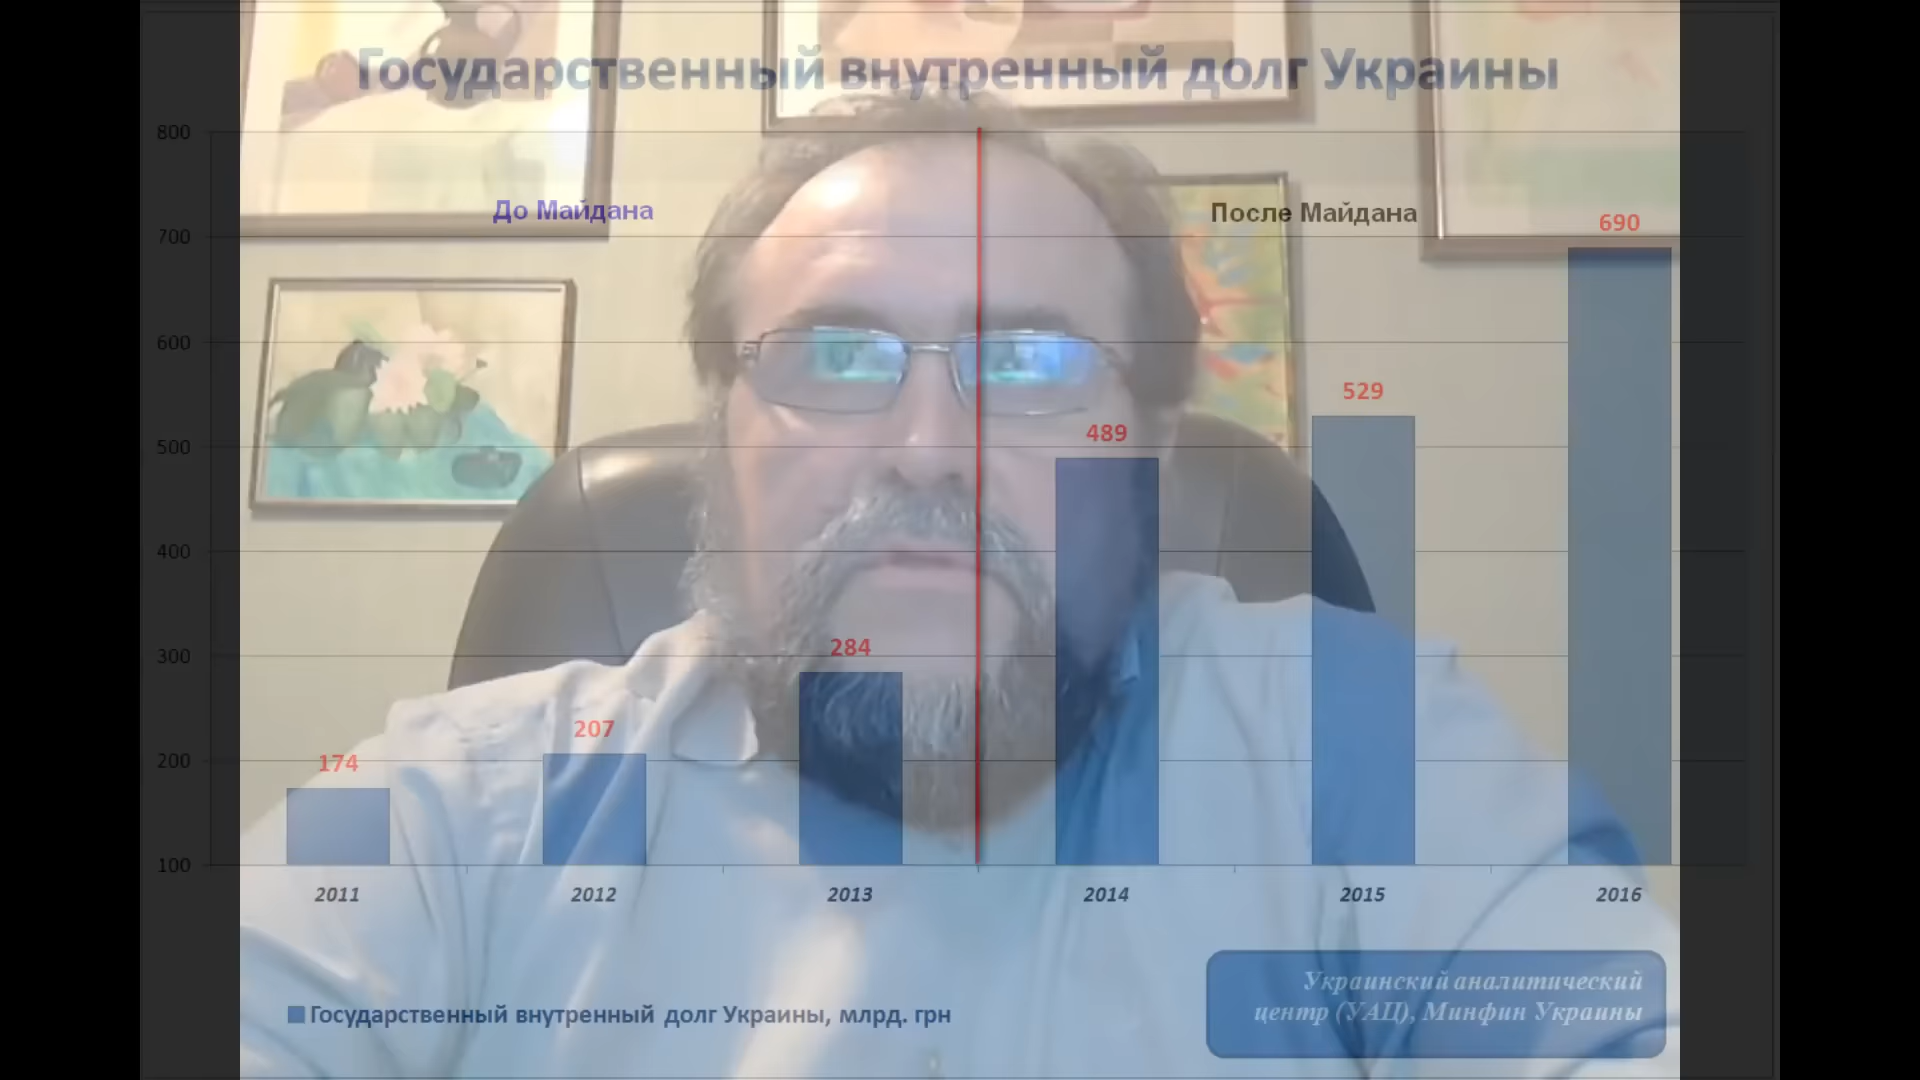 Государственный внутренный долг Украины
800
До Майдана
После Майдана
690
700
600
529
489
500
400
284
300
207
174
200
100
2011 2012 2013 2014 2015 2016
Государственный внутренный долг Украины, млрд. грн
Украинский аналитический
центр (УАЦ), Минфин Украины